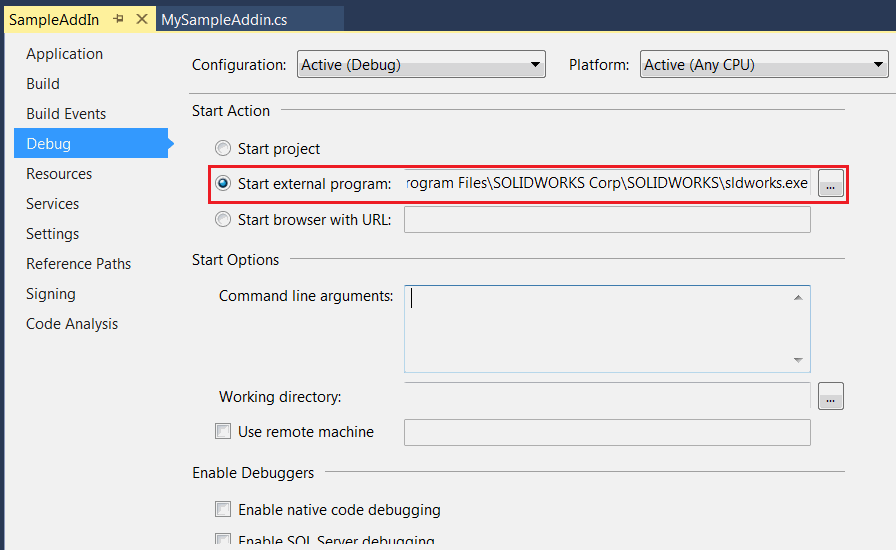 SampleAddIn
MySampleAddin.cs
Application
Build
Build Events
Debug
Resources
Services
Settings
Reference Paths
Signing
Code Analysis
Configuration: Active (Debug) Platform: Active (Any CPU)
Start Action
Start project
Start external program: rogram Files\SOLIDWORKS Corp\SOLIDWORKS\sldworks.exe ...
Start browser with URL:
Start Options
Command line arguments:
Working directory: ...
Use remote machine
Enable Debuggers
Enable native code debugging
Enable SQL Server debugging